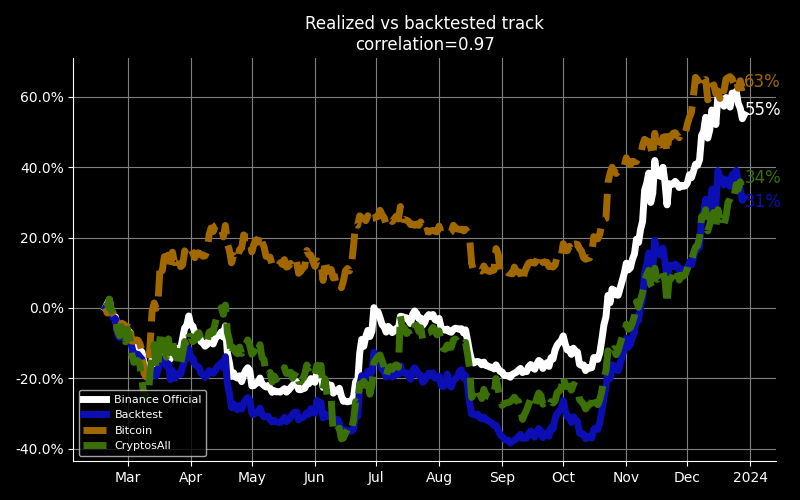 Realized vs backtested track
correlation=0.97
63%
55%
34%
31%
60.0%
40.0%
20.0%
0.0%
-20.0%
-40.0%
Binance Official
Backtest
Bitcoin
CryptosAll
Mar
Apr
May
Jun
Jul
Aug
Sep
Oct
Nov
Dec
2024